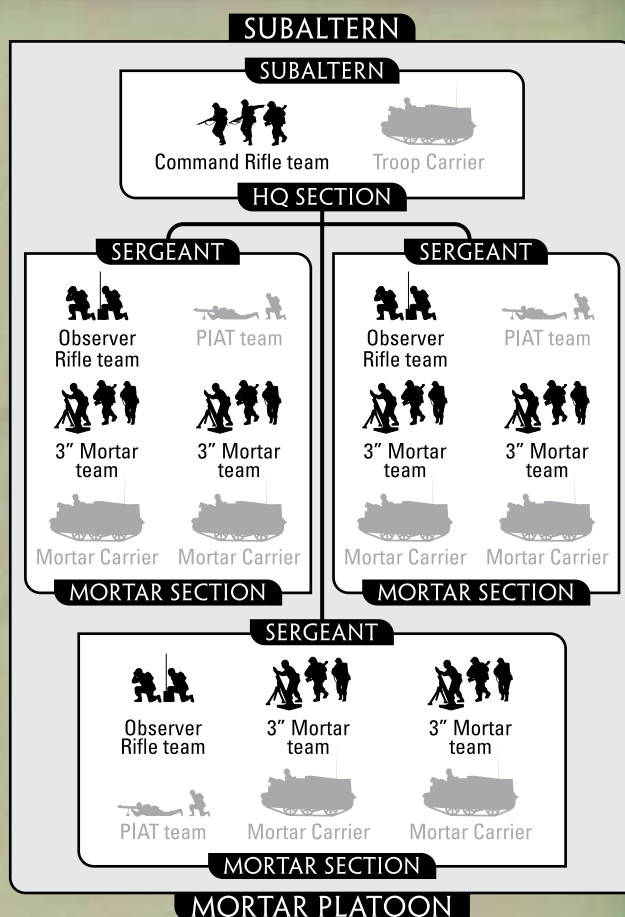 SUBALTERN
SUBALTERN
Command Rifle team
Troop Carrier
HQ SECTION
SERGEANT
Observer
Rifle team
PIAT team
3” Mortar
team
3” Mortar
team
Mortar Carrier
Mortar Carrier
MORTAR SECTION
SERGEANT
Observer
Rifle team
PIAT team
3” Mortar
team
3” Mortar
team
Mortar Carrier
Mortar Carrier
MORTAR SECTION
SERGEANT
Observer
Rifle team
3” Mortar
team
3” Mortar
team
PIAT team
Mortar Carrier
Mortar Carrier
MORTAR SECTION
MORTAR PLATOON